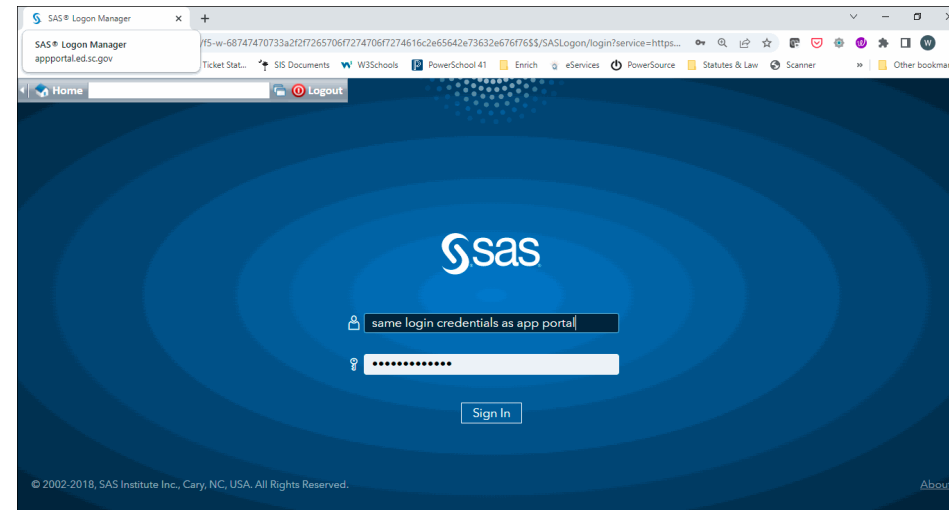 SAS® Logon Manager
SAS® Logon Manager
appportal.ed.sc.gov
/f5-w-68747470733a2f2f7265706f7274706f7274616c2e65642e73632e676f76$$/SASLogon/login?service=https...
Ticket Stat... SIS Documents W3Schools PowerSchool 41 Enrich eServices PowerSource Statutes & Law Scanner » Other bookmar
Home Logout
sas
same login credentials as app portal
Sign In
© 2002-2018, SAS Institute Inc., Cary, NC, USA. All Rights Reserved.
About